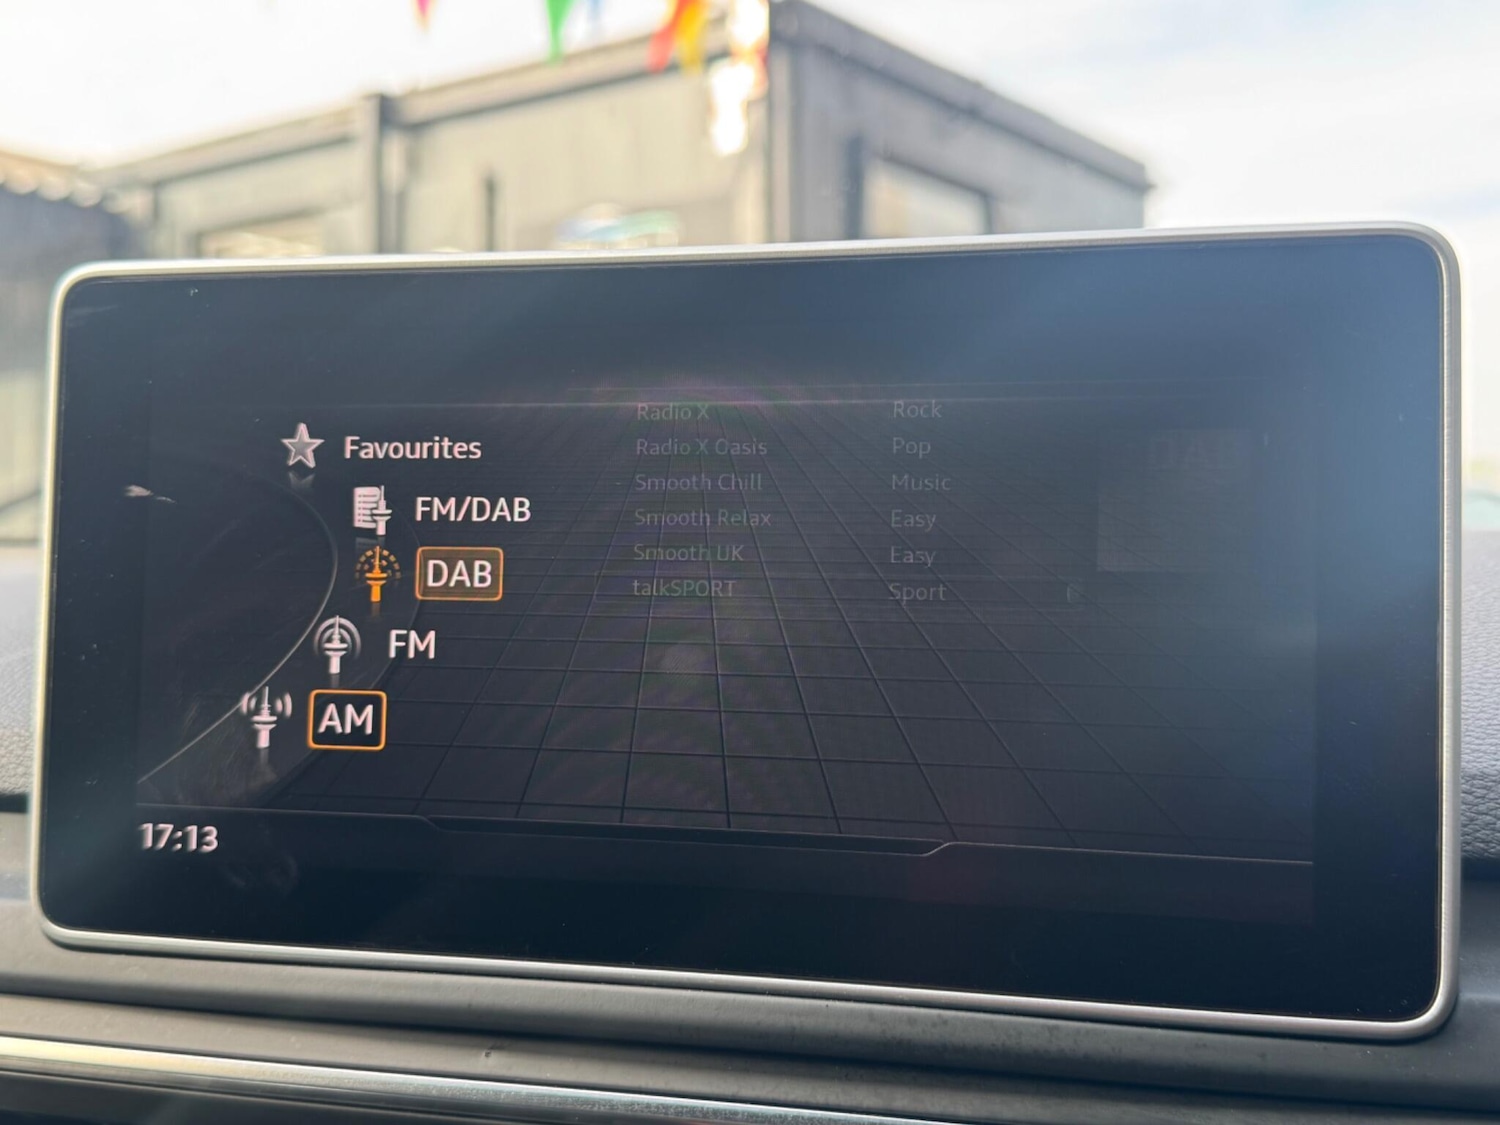 Favourites
FM/DAB
DAB
FM
AM
Radio X Rock
Radio X Oasis Pop
Smooth Chill Music
Smooth Relax Easy
Smooth UK Easy
talkSPORT Sport
17:13